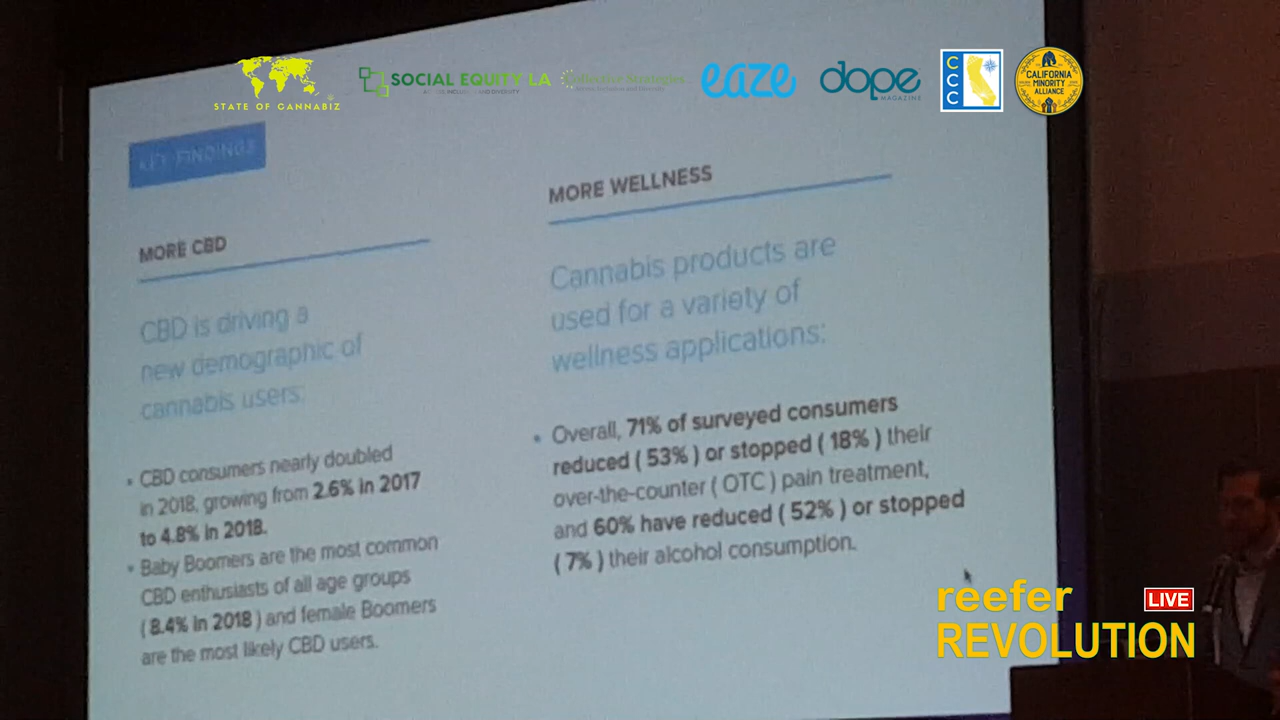 STATE OF CANNABIZ
SOCIAL EQUITY LA
Collective Strategies
eaze
dope
MAGAZINE
CCC
CALIFORNIA
MINORITY
ALLIANCE
KEY FINDINGS
MORE CBD
CBD is driving a
new demographic of
cannabis users:
• CBD consumers nearly doubled
in 2018, growing from 2.6% in 2017
to 4.8% in 2018.
• Baby Boomers are the most common
CBD enthusiasts of all age groups
( 8.4% in 2018 ) and female Boomers
are the most likely CBD users.
MORE WELLNESS
Cannabis products are
used for a variety of
wellness applications:
• Overall, 71% of surveyed consumers
reduced ( 53% ) or stopped ( 18% ) their
over-the-counter ( OTC ) pain treatment,
and 60% have reduced ( 52% ) or stopped
( 7% ) their alcohol consumption.
reefer
LIVE
REVOLUTION